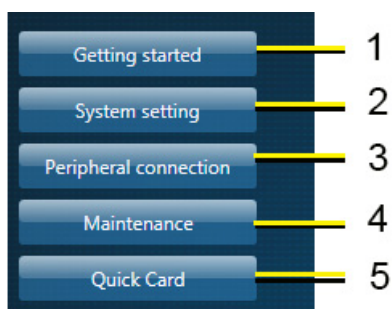 Getting started 1
System setting 2
Peripheral connection 3
Maintenance 4
Quick Card 5